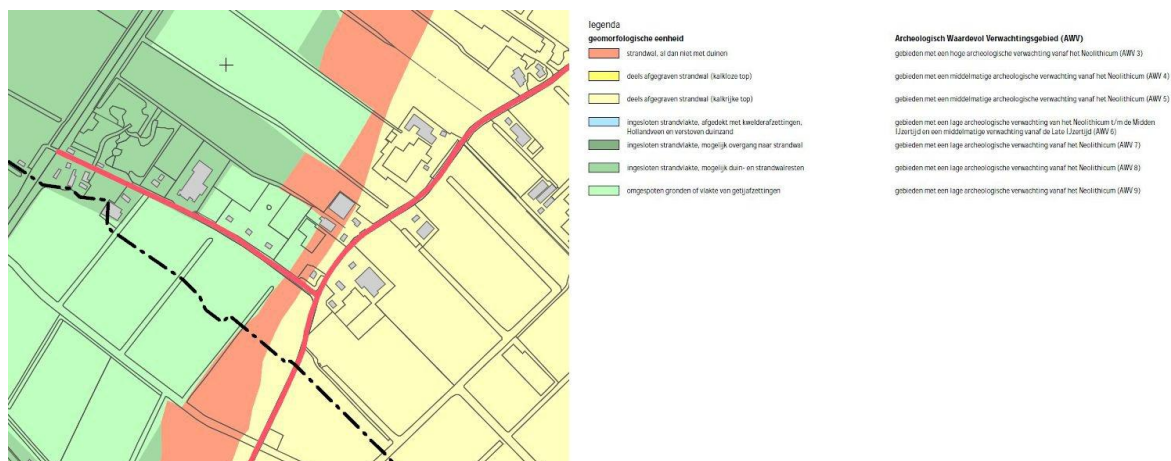 legenda
geomorfologische eenheid
Archeologisch Waardevol Verwachtingsgebied (AWV)
strandwal, al dan niet met duinen
gebieden met een hoge archeologische verwachting vanaf het Neolithicum (AWV 3)
deels afgegraven strandwal (kalkloze top)
gebieden met een middelmatige archeologische verwachting vanaf het Neolithicum (AWV 4)
deels afgegraven strandwal (kalkrijke top)
gebieden met een middelmatige archeologische verwachting vanaf het Neolithicum (AWV 5)
ingesloten strandvlakte, afgedekt met kwelderafzettingen,
Hollandveen en verstoven duinzand
gebieden met een lage archeologische verwachting van het Neolithicum t/m de Midden
IJzertijd en een middelmatige verwachting vanaf de Late IJzertijd (AWV 6)
ingesloten strandvlakte, mogelijk overgang naar strandwal
gebieden met een lage archeologische verwachting vanaf het Neolithicum (AWV 7)
ingesloten strandvlakte, mogelijk duin- en strandwalresten
gebieden met een lage archeologische verwachting vanaf het Neolithicum (AWV 8)
omgespoten gronden of vlakte van getijafzettingen
gebieden met een lage archeologische verwachting vanaf het Neolithicum (AWV 9)